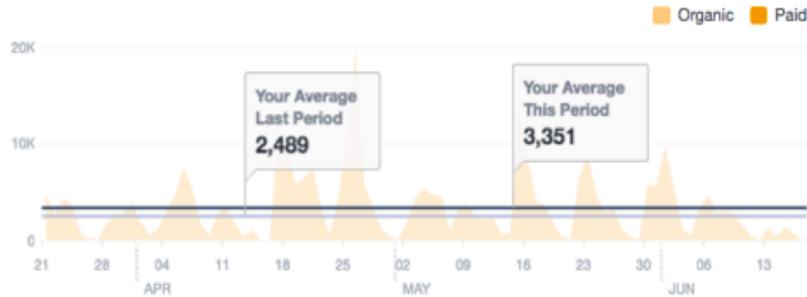 Organic Paid
20K
Your Average
Last Period
2,489
Your Average
This Period
3,351
10K
0
21 28 04 11 18 25 02 09 16 23 30 06 13
APR MAY JUN